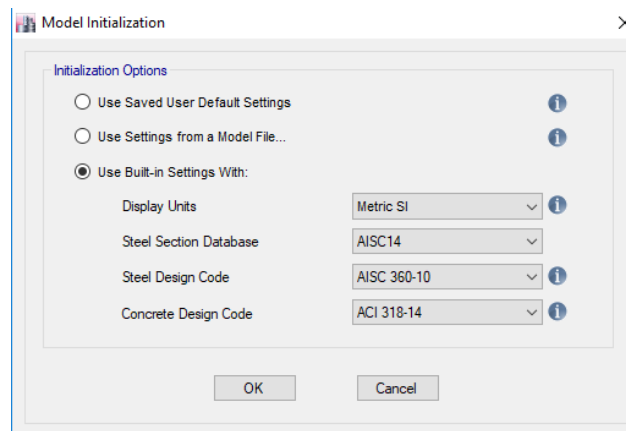 Model Initialization
Initialization Options
Use Saved User Default Settings
Use Settings from a Model File...
Use Built-in Settings With:
Display Units Metric SI
Steel Section Database AISC14
Steel Design Code AISC 360-10
Concrete Design Code ACI 318-14
OK Cancel